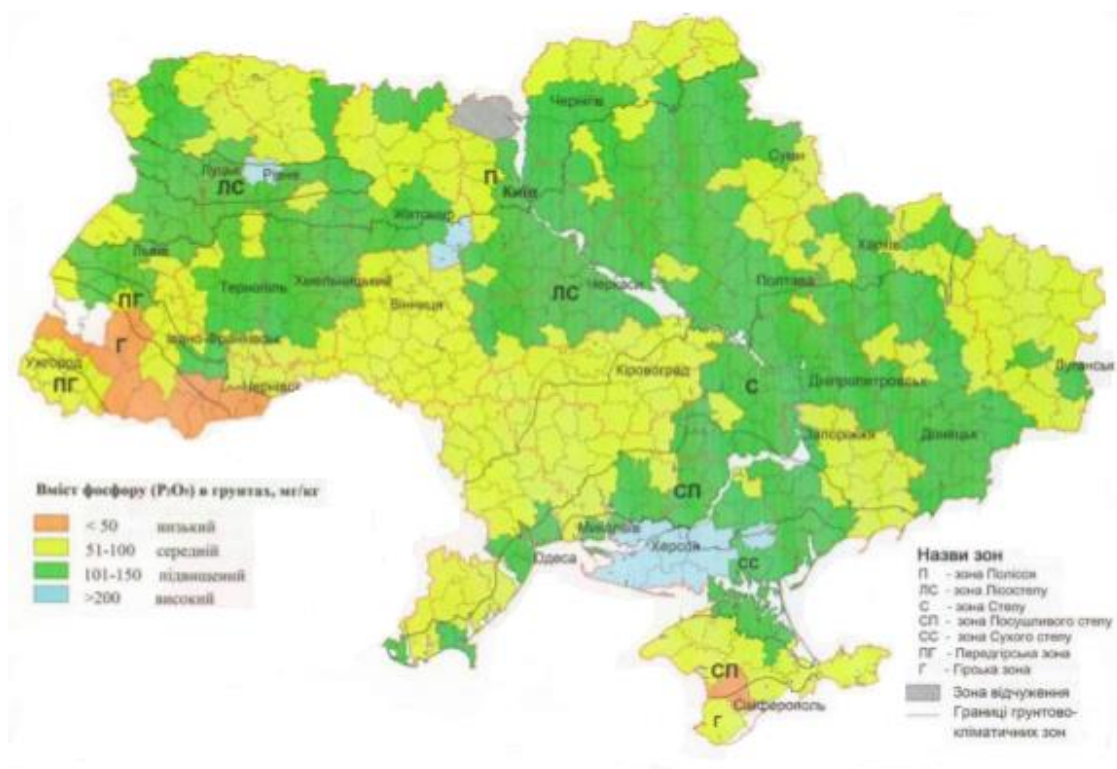 Чернігів
Суми
Луцьк
Рівне
ЛС
П
Київ
Житомир
Харків
Львів
Тернопіль
Хмельницький
ЛС
Черкаси
Полтава
ПГ
Вінниця
Г
Івано-Франківськ
Ужгород
ПГ
Чернівці
Кіровоград
Луганськ
С
Дніпропетровськ
Запоріжжя
Донецьк
СП
Миколаїв
Херсон
Одеса
СС
СП
Сімферополь
Г
Вміст фосфору (P₂O₅) в грунтах, мг/кг
< 50 низький
51-100 середній
101-150 підвищений
>200 високий
Назви зон
П - зона Полісся
ЛС - зона Лісостепу
С - зона Степу
СП - зона Посушливого степу
СС - зона Сухого степу
ПГ - Передгірська зона
Г - Гірська зона
Зона відчуження
Границі грунтово-
кліматичних зон